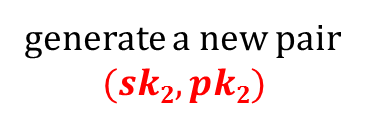 generate a new pair
(sk₂, pk₂)